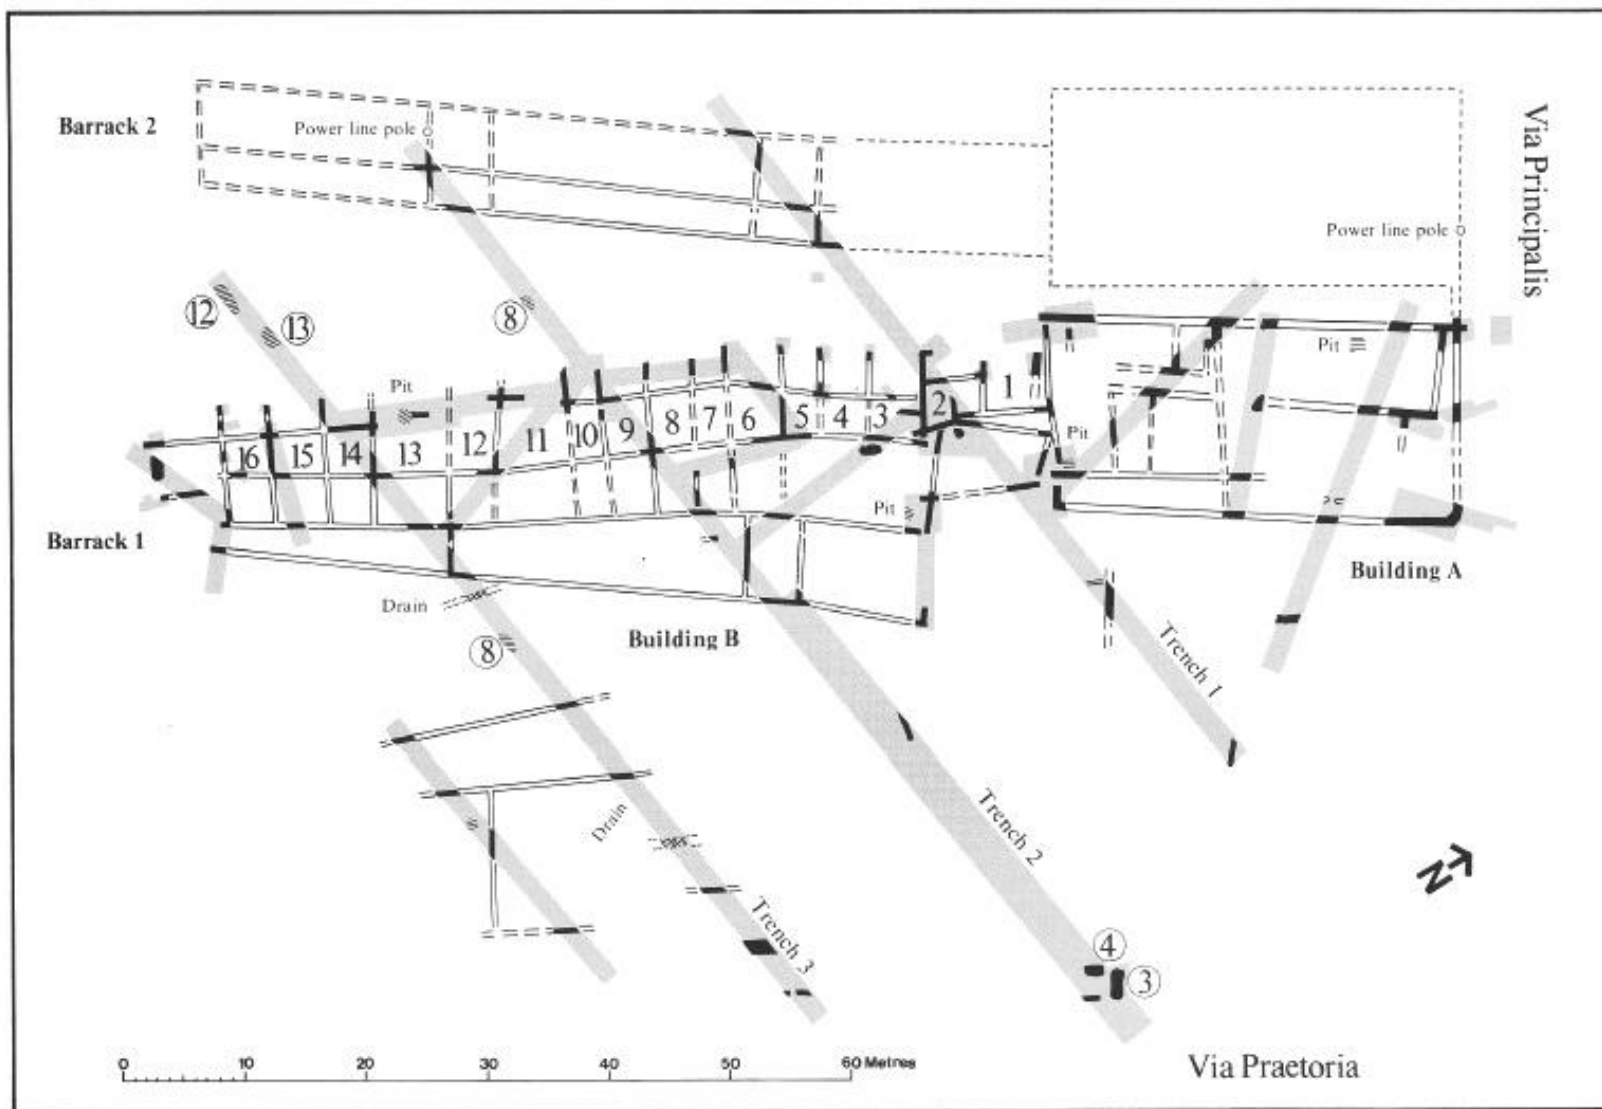 Barrack 2
Power line pole
Via Principalis
Power line pole
12
13
8
Pit
Pit
1
2
3
4
5
6
7
8
9
10
11
12
13
14
15
16
Pit
Pit
Barrack 1
Building A
Drain
Building B
8
Trench 1
Drain
Trench 2
Trench 3
N
4
3
0 10 20 30 40 50 60 Metres
Via Praetoria